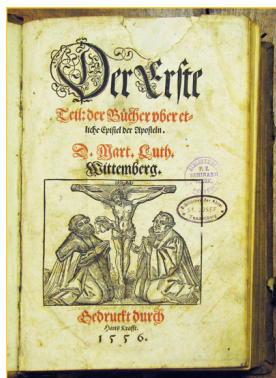 Der Erste
Teil: der Bücher vber et-
liche Epistel der Aposteln.
D. Mart. Luth.
Wittemberg.
Gedruckt durch
Hans Krafft.
1556.